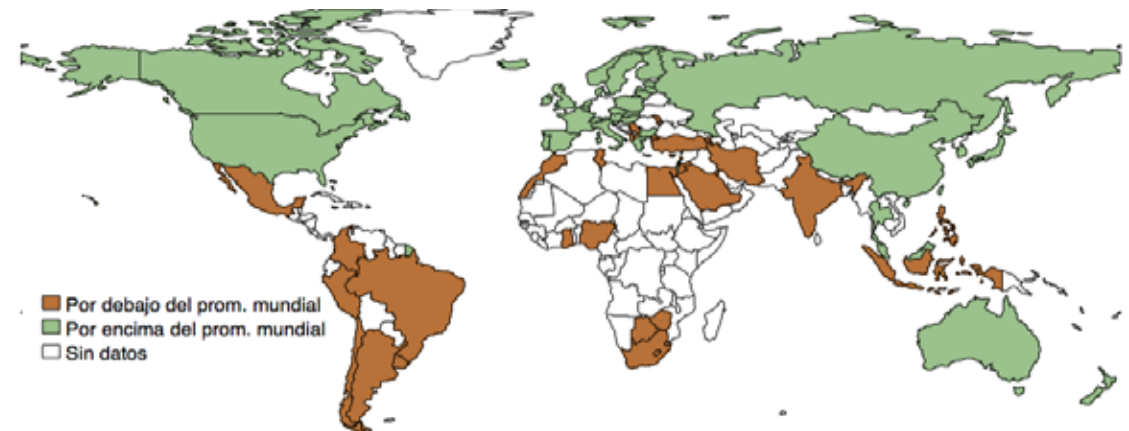 Por debajo del prom. mundial
Por encima del prom. mundial
Sin datos